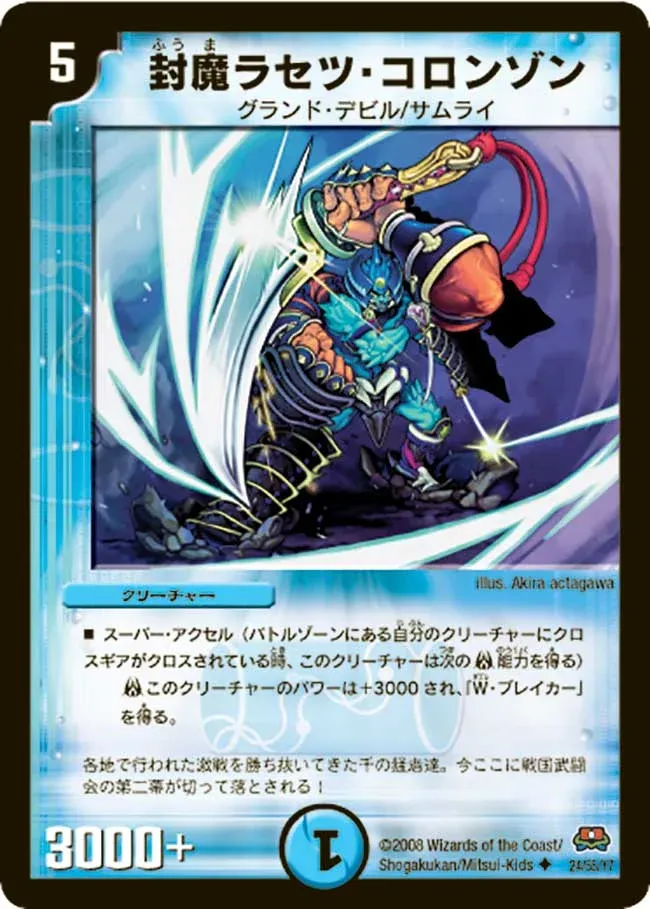 5
ふうま
封魔ラセツ・コロンゾン
グランド・デビル/サムライ
illus. Akira actagawa
クリーチャー
■ スーパー・アクセル（バトルゾーンにある自分のクリーチャーにクロ
スギアがクロスされている時、このクリーチャーは次の能力を得る）
このクリーチャーのパワーは+3000され、「W・ブレイカー」
を得る。
各地で行われた激戦を勝ち抜いてきた千の猛者達。今ここに戦国武闘
会の第二幕が切って落とされる！
3000+
1
©2008 Wizards of the Coast/
Shogakukan/Mitsui-Kids
24/55/Y7